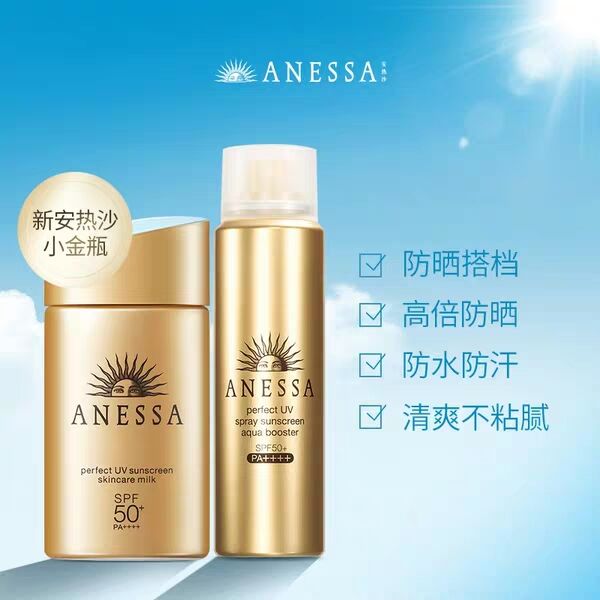 ANESSA
安热沙
新安热沙
小金瓶
防晒搭档
高倍防晒
防水防汗
清爽不粘腻
ANESSA
perfect UV sunscreen
skincare milk
SPF
50+
PA++++
ANESSA
perfect UV
spray sunscreen
aqua booster
SPF50+
PA++++